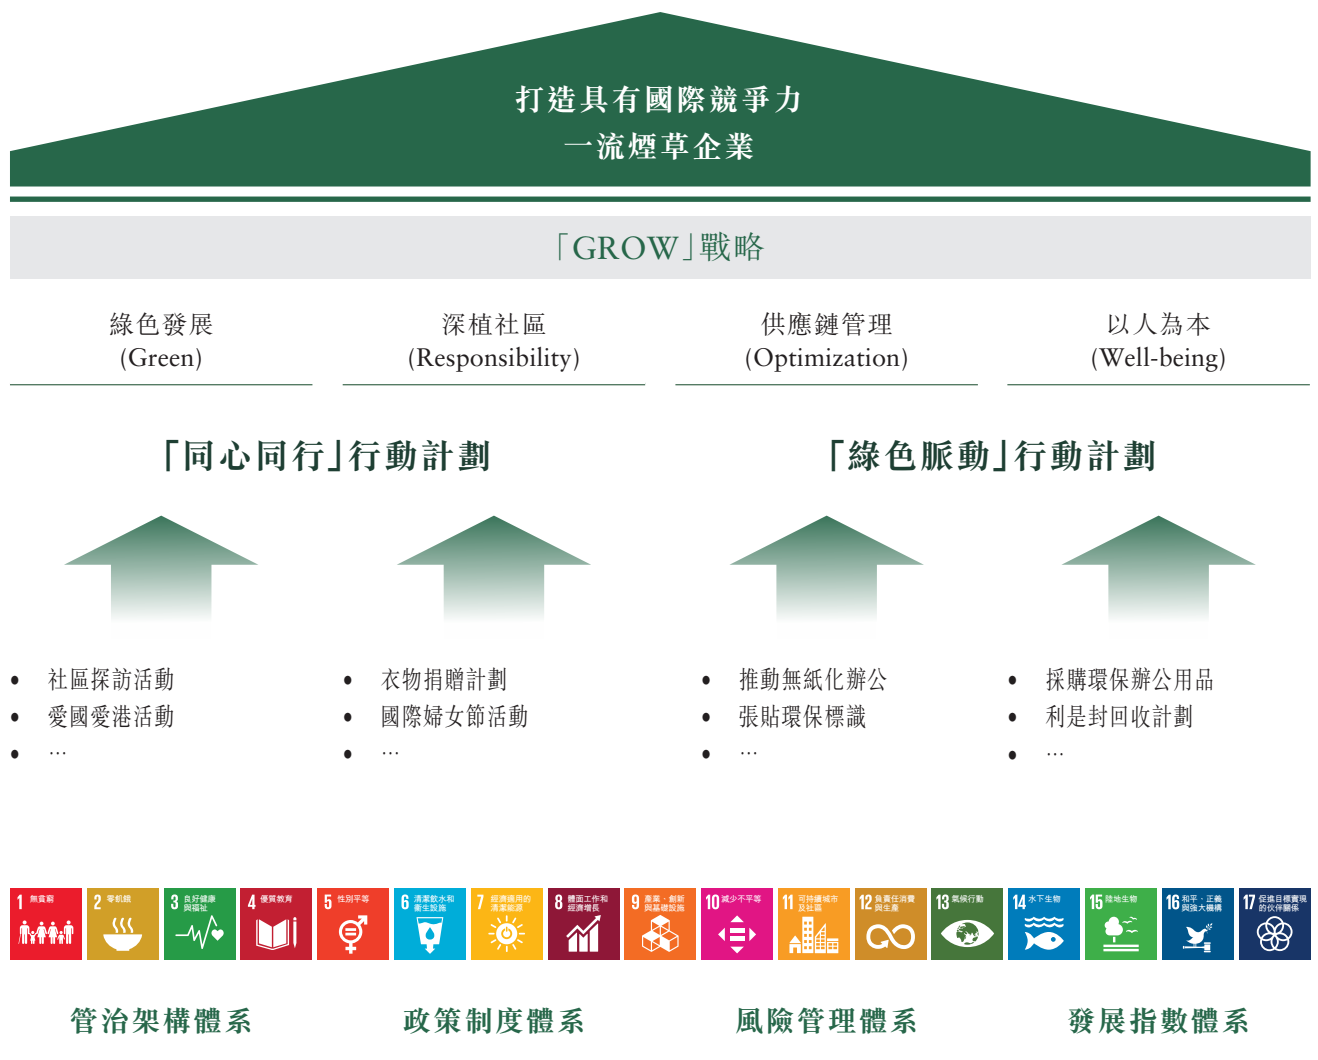 打造具有國際競爭力
一流煙草企業
「GROW」戰略
綠色發展
(Green)
深植社區
(Responsibility)
供應鏈管理
(Optimization)
以人為本
(Well-being)
「同心同行」行動計劃
「綠色脈動」行動計劃
• 社區探訪活動
• 愛國愛港活動
• …
• 衣物捐贈計劃
• 國際婦女節活動
• …
• 推動無紙化辦公
• 張貼環保標識
• …
• 採購環保辦公用品
• 利是封回收計劃
• …
1 無貧窮
2 零飢餓
3 良好健康
與福祉
4 優質教育
5 性別平等
6 清潔飲水和
衞生設施
7 經濟適用的
清潔能源
8 體面工作和
經濟增長
9 產業、創新
與基礎設施
10 減少不平等
11 可持續城市
及社區
12 負責任消費
與生產
13 氣候行動
14 水下生物
15 陸地生物
16 和平、正義
與強大機構
17 促進目標實現
的伙伴關係
管治架構體系
政策制度體系
風險管理體系
發展指數體系